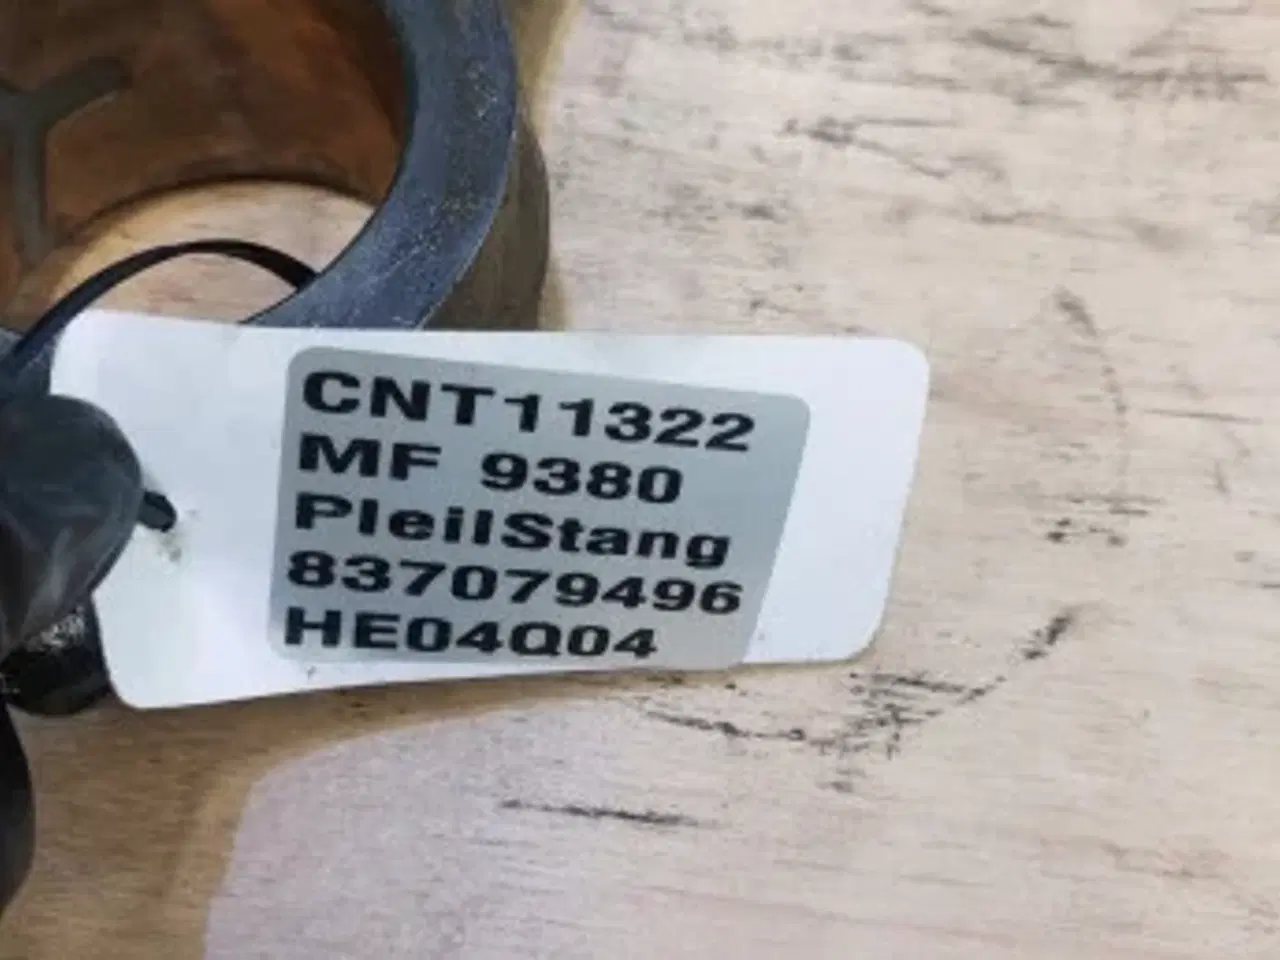 CNT11322
MF 9380
PleilStang
837079496
HE04Q04